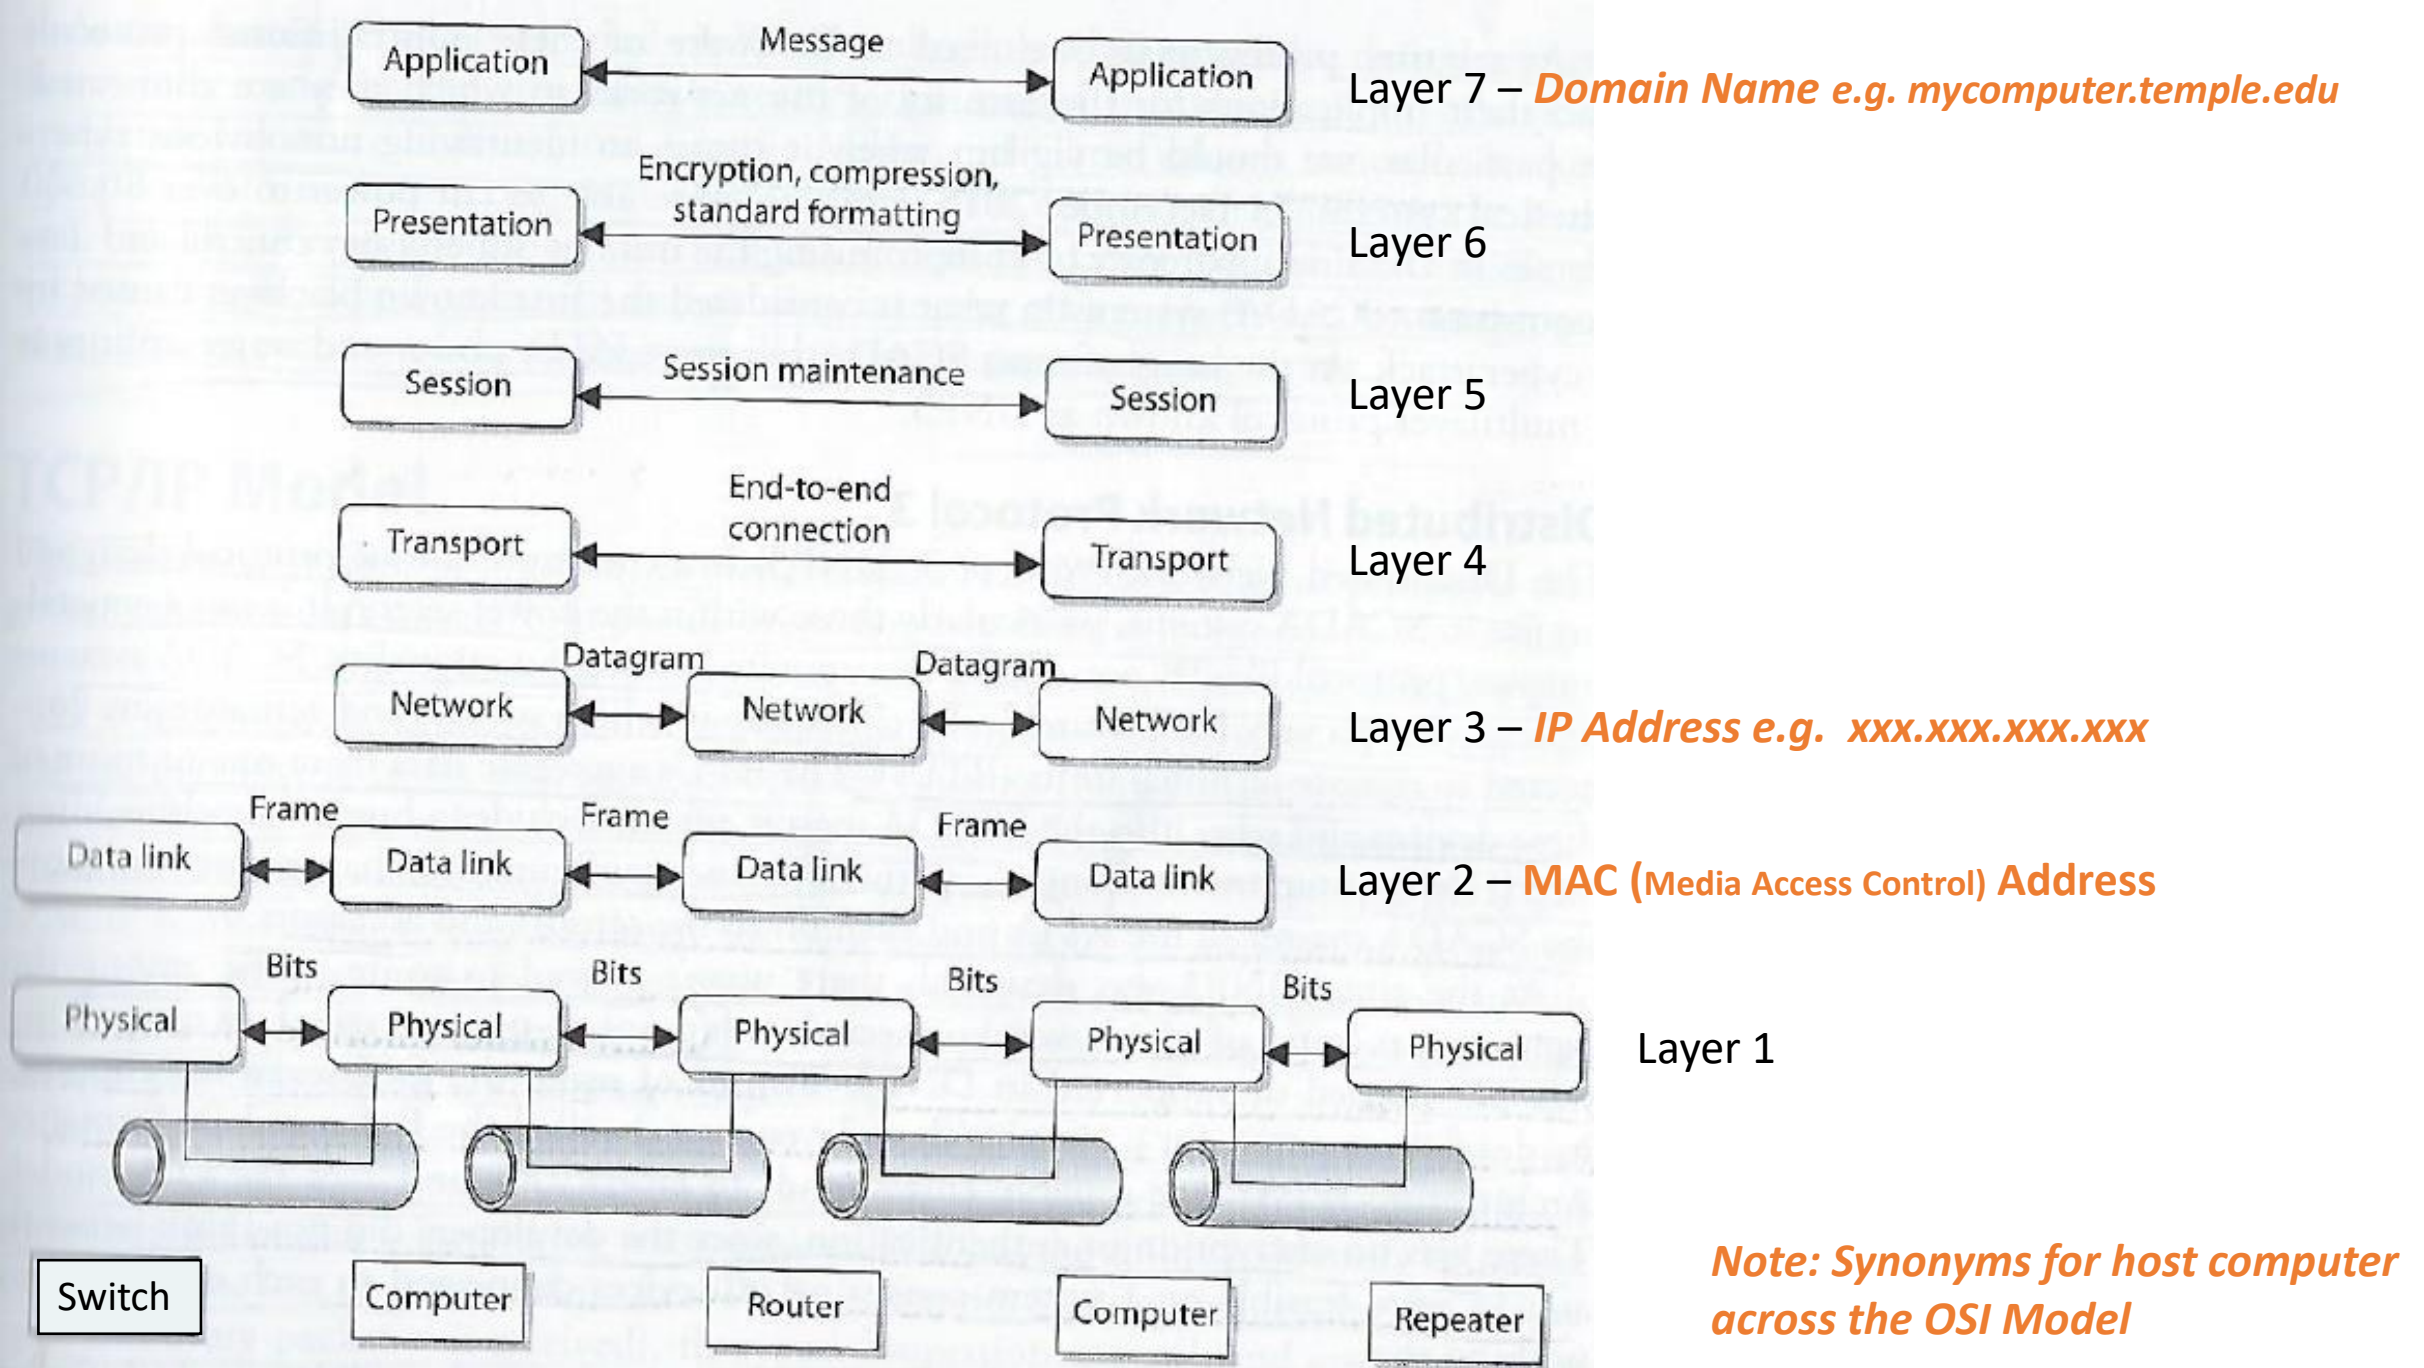 Application
Message
Application
Layer 7 – Domain Name e.g. mycomputer.temple.edu
Presentation
Encryption, compression,
standard formatting
Presentation
Layer 6
Session
Session maintenance
Session
Layer 5
Transport
End-to-end
connection
Transport
Layer 4
Network
Datagram
Network
Datagram
Network
Layer 3 – IP Address e.g. xxx.xxx.xxx.xxx
Data link
Frame
Data link
Frame
Data link
Frame
Data link
Layer 2 – MAC (Media Access Control) Address
Physical
Bits
Physical
Bits
Physical
Bits
Physical
Bits
Physical
Layer 1
Switch
Computer
Router
Computer
Repeater
Note: Synonyms for host computer
across the OSI Model